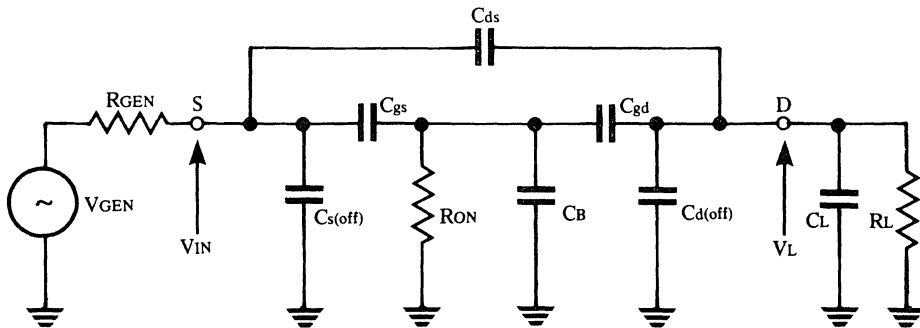 Cds
RGEN
S
Cgs
Cgd
D
~
VGEN
VIN
Cs(off)
RON
CB
Cd(off)
VL
CL
RL